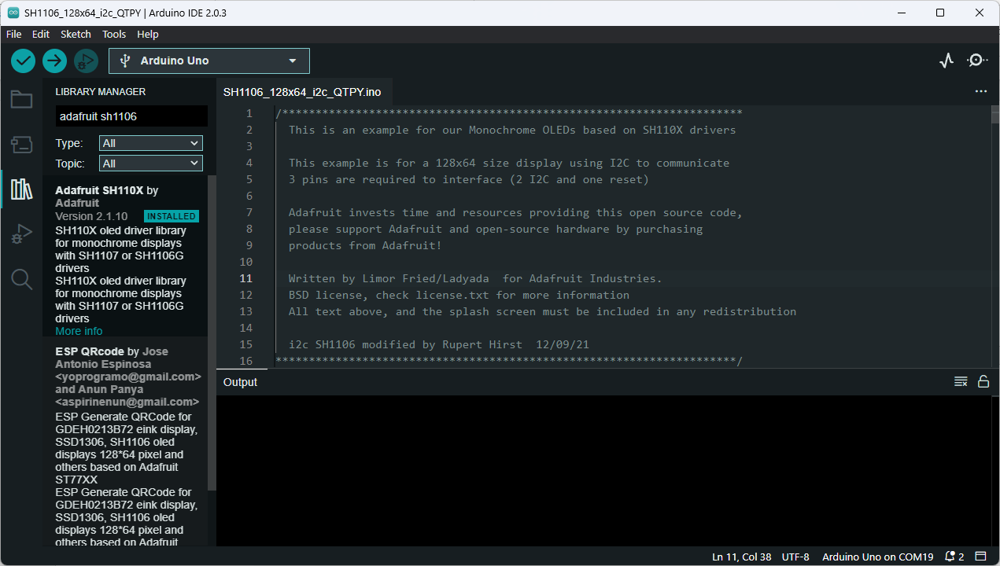 SH1106_128x64_i2c_QTPY | Arduino IDE 2.0.3
File Edit Sketch Tools Help
Arduino Uno
LIBRARY MANAGER
adafruit sh1106
Type: All
Topic: All
Adafruit SH110X by
Adafruit
Version 2.1.10 INSTALLED
SH110X oled driver library
for monochrome displays
with SH1107 or SH1106G
drivers
SH110X oled driver library
for monochrome displays
with SH1107 or SH1106G
drivers
More info
ESP QRcode by Jose
Antonio Espinosa
<yoprogramo@gmail.com>
and Anun Panya
<aspirinenun@gmail.com>
ESP Generate QRCode for
GDEH0213B72 eink display,
SSD1306, SH1106 oled
displays 128*64 pixel and
others based on Adafruit
ST77XX
ESP Generate QRCode for
GDEH0213B72 eink display,
SSD1306, SH1106 oled
displays 128*64 pixel and
others based on Adafruit
SH1106_128x64_i2c_QTPY.ino
1 /*********************************************************************
2 This is an example for our Monochrome OLEDs based on SH110X drivers
3
4 This example is for a 128x64 size display using I2C to communicate
5 3 pins are required to interface (2 I2C and one reset)
6
7 Adafruit invests time and resources providing this open source code,
8 please support Adafruit and open-source hardware by purchasing
9 products from Adafruit!
10
11 Written by Limor Fried/Ladyada  for Adafruit Industries.
12 BSD license, check license.txt for more information
13 All text above, and the splash screen must be included in any redistribution
14
15 i2c SH1106 modified by Rupert Hirst  12/09/21
16 *********************************************************************/
Output
Ln 11, Col 38 UTF-8 Arduino Uno on COM19 2